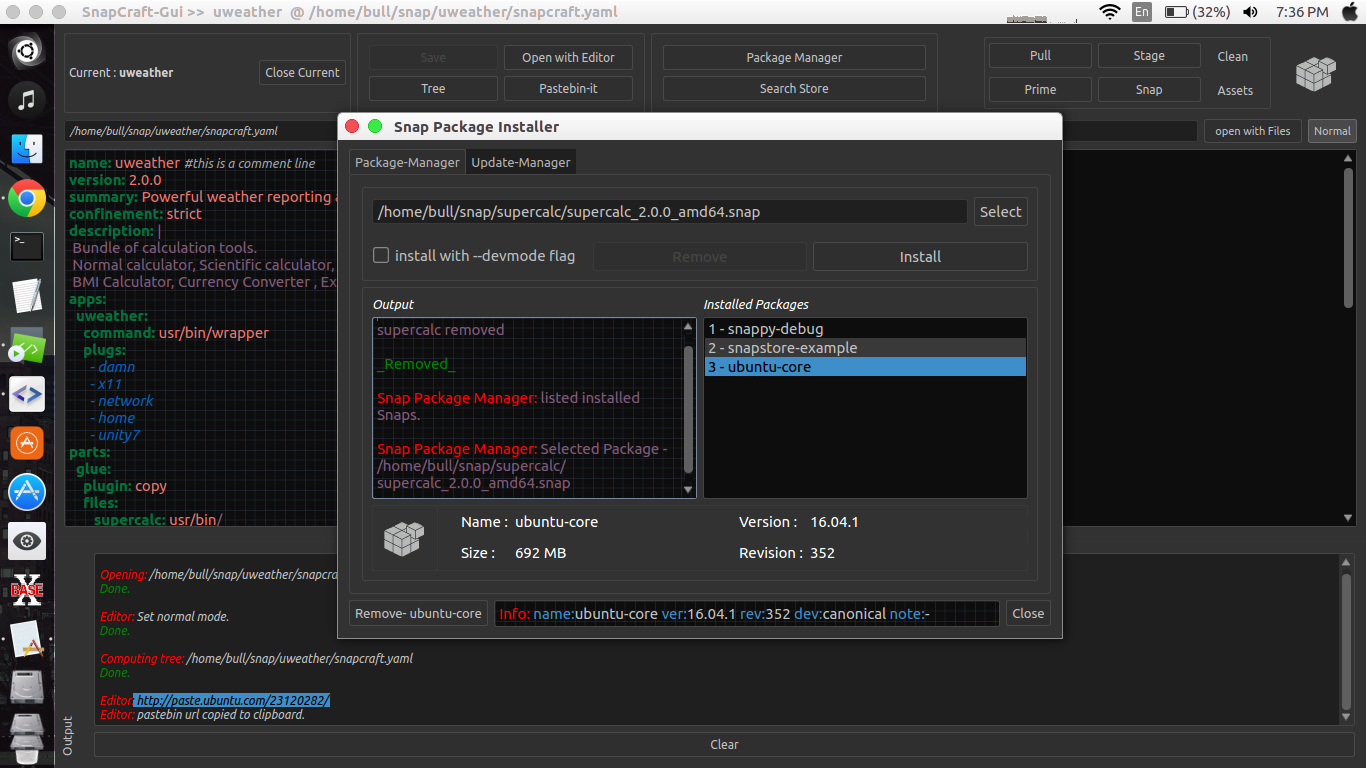 SnapCraft-Gui >> uweather @ /home/bull/snap/uweather/snapcraft.yaml
En
(32%)
7:36 PM
Current : uweather
Close Current
Save
Open with Editor
Tree
Pastebin-it
Package Manager
Search Store
Pull
Stage
Clean
Prime
Snap
Assets
/home/bull/snap/uweather/snapcraft.yaml
open with Files
Normal
name: uweather #this is a comment line
version: 2.0.0
summary: Powerful weather reporting
confinement: strict
description: |
Bundle of calculation tools.
Normal calculator, Scientific calculator,
BMI Calculator, Currency Converter , Ex
apps:
uweather:
command: usr/bin/wrapper
plugs:
- damn
- x11
- network
- home
- unity7
parts:
glue:
plugin: copy
files:
supercalc: usr/bin/
Snap Package Installer
Package-Manager
Update-Manager
/home/bull/snap/supercalc/supercalc_2.0.0_amd64.snap
Select
install with --devmode flag
Remove
Install
Output
Installed Packages
supercalc removed
_Removed_
Snap Package Manager: listed installed
Snaps.
Snap Package Manager: Selected Package -
/home/bull/snap/supercalc/
supercalc_2.0.0_amd64.snap
1 - snappy-debug
2 - snapstore-example
3 - ubuntu-core
Name : ubuntu-core
Version : 16.04.1
Size : 692 MB
Revision : 352
Remove- ubuntu-core
Info: name:ubuntu-core ver:16.04.1 rev:352 dev:canonical note:-
Close
Output
Opening: /home/bull/snap/uweather/snapcra
Done.
Editor: Set normal mode.
Done.
Computing tree: /home/bull/snap/uweather/snapcraft.yaml
Done.
Editor: http://paste.ubuntu.com/23120282/
Editor: pastebin url copied to clipboard.
Clear
X
BASE